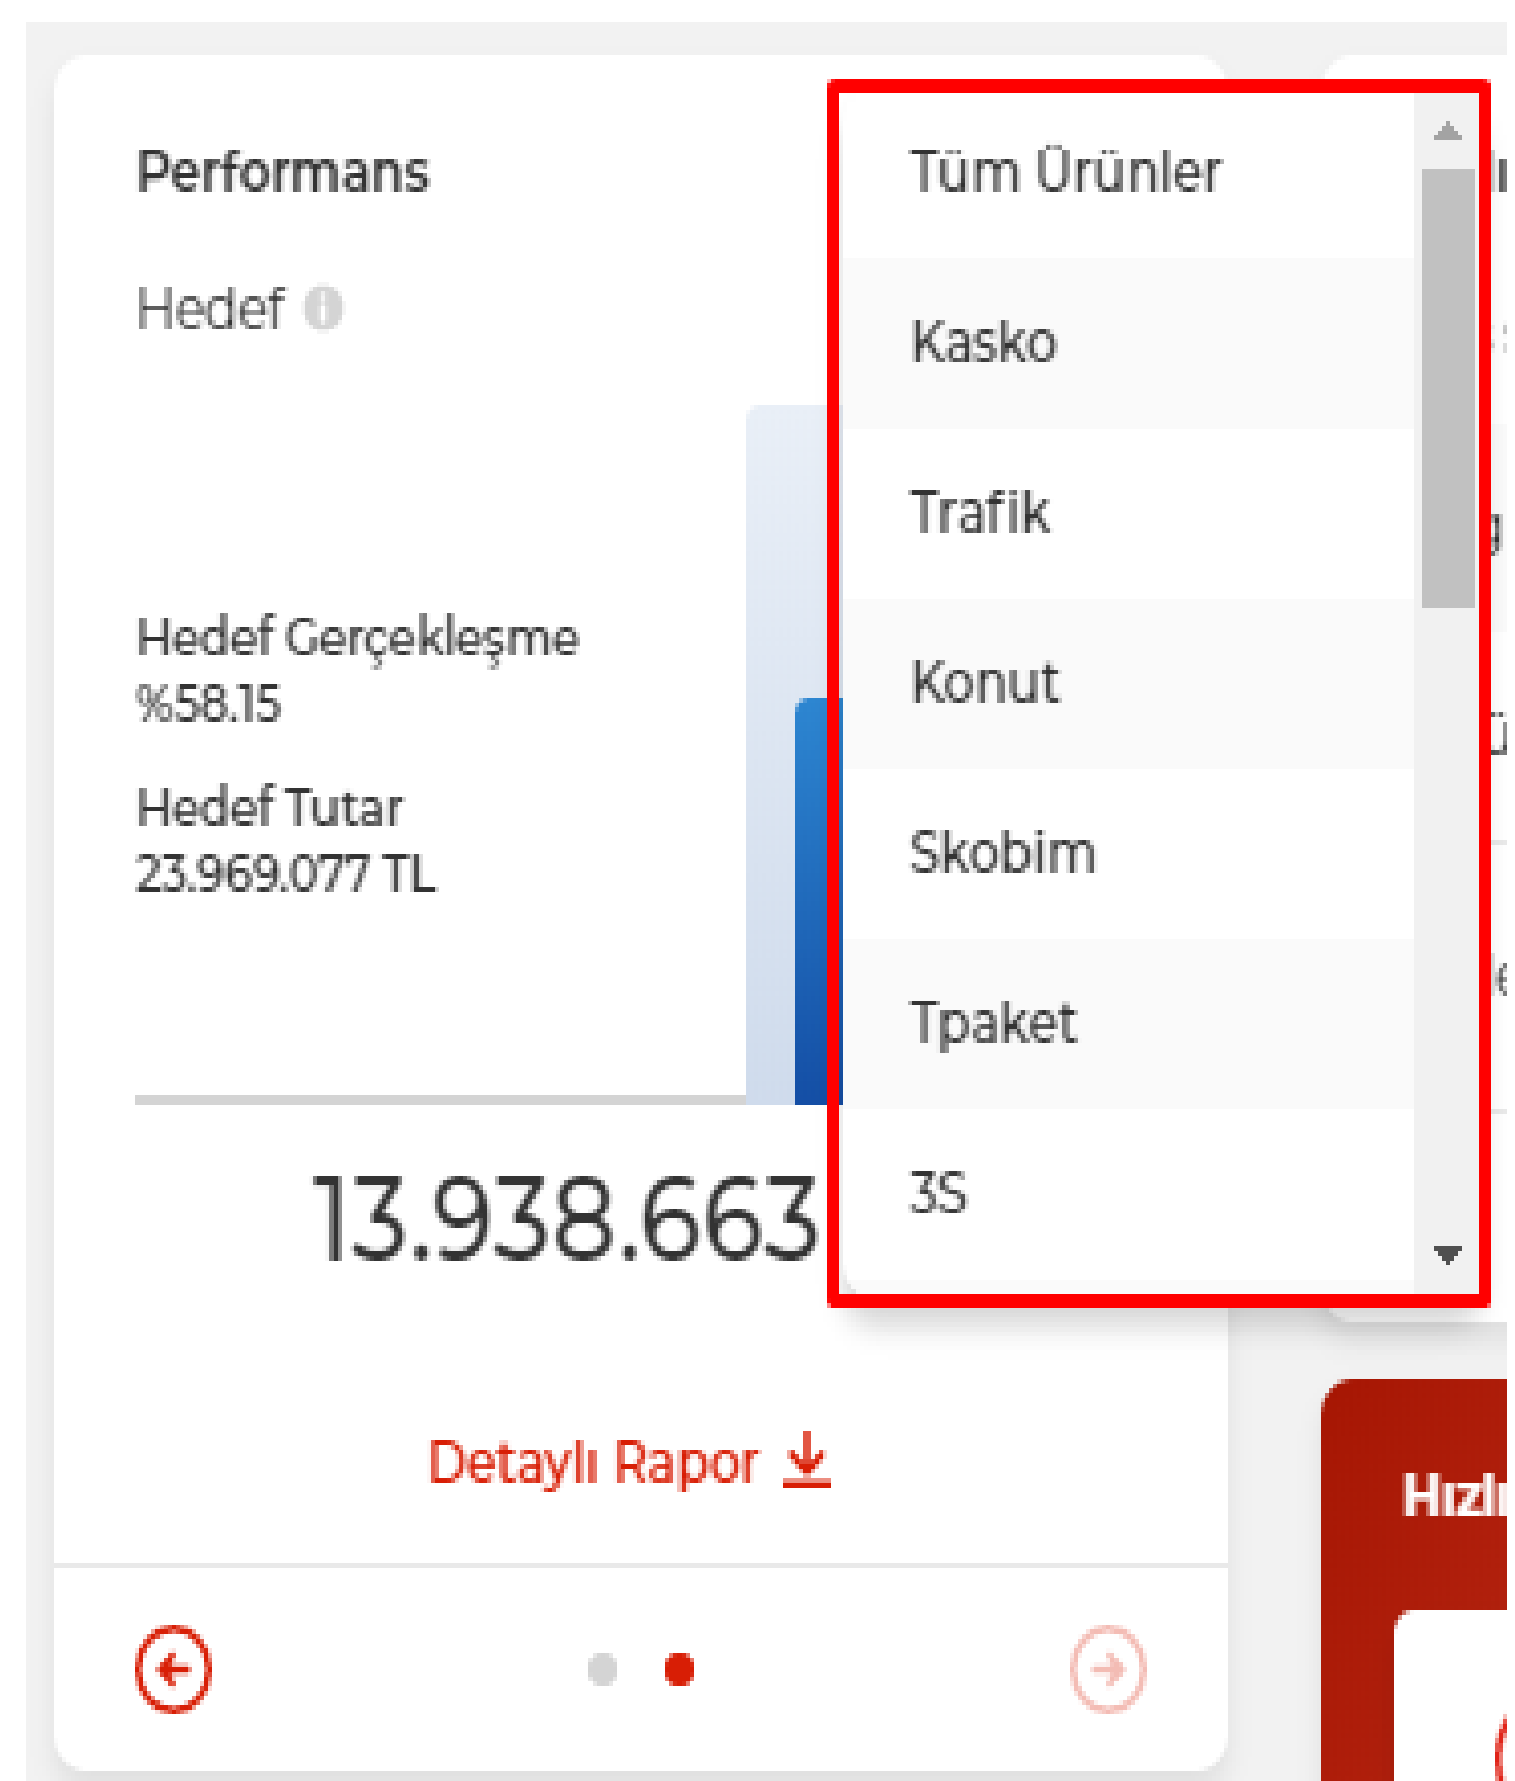 Performans
Hedef
Hedef Gerçekleşme
%58.15
Hedef Tutar
23.969.077 TL
13.938.663
Detaylı Rapor
Tüm Ürünler
Kasko
Trafik
Konut
Skobim
Tpaket
3S